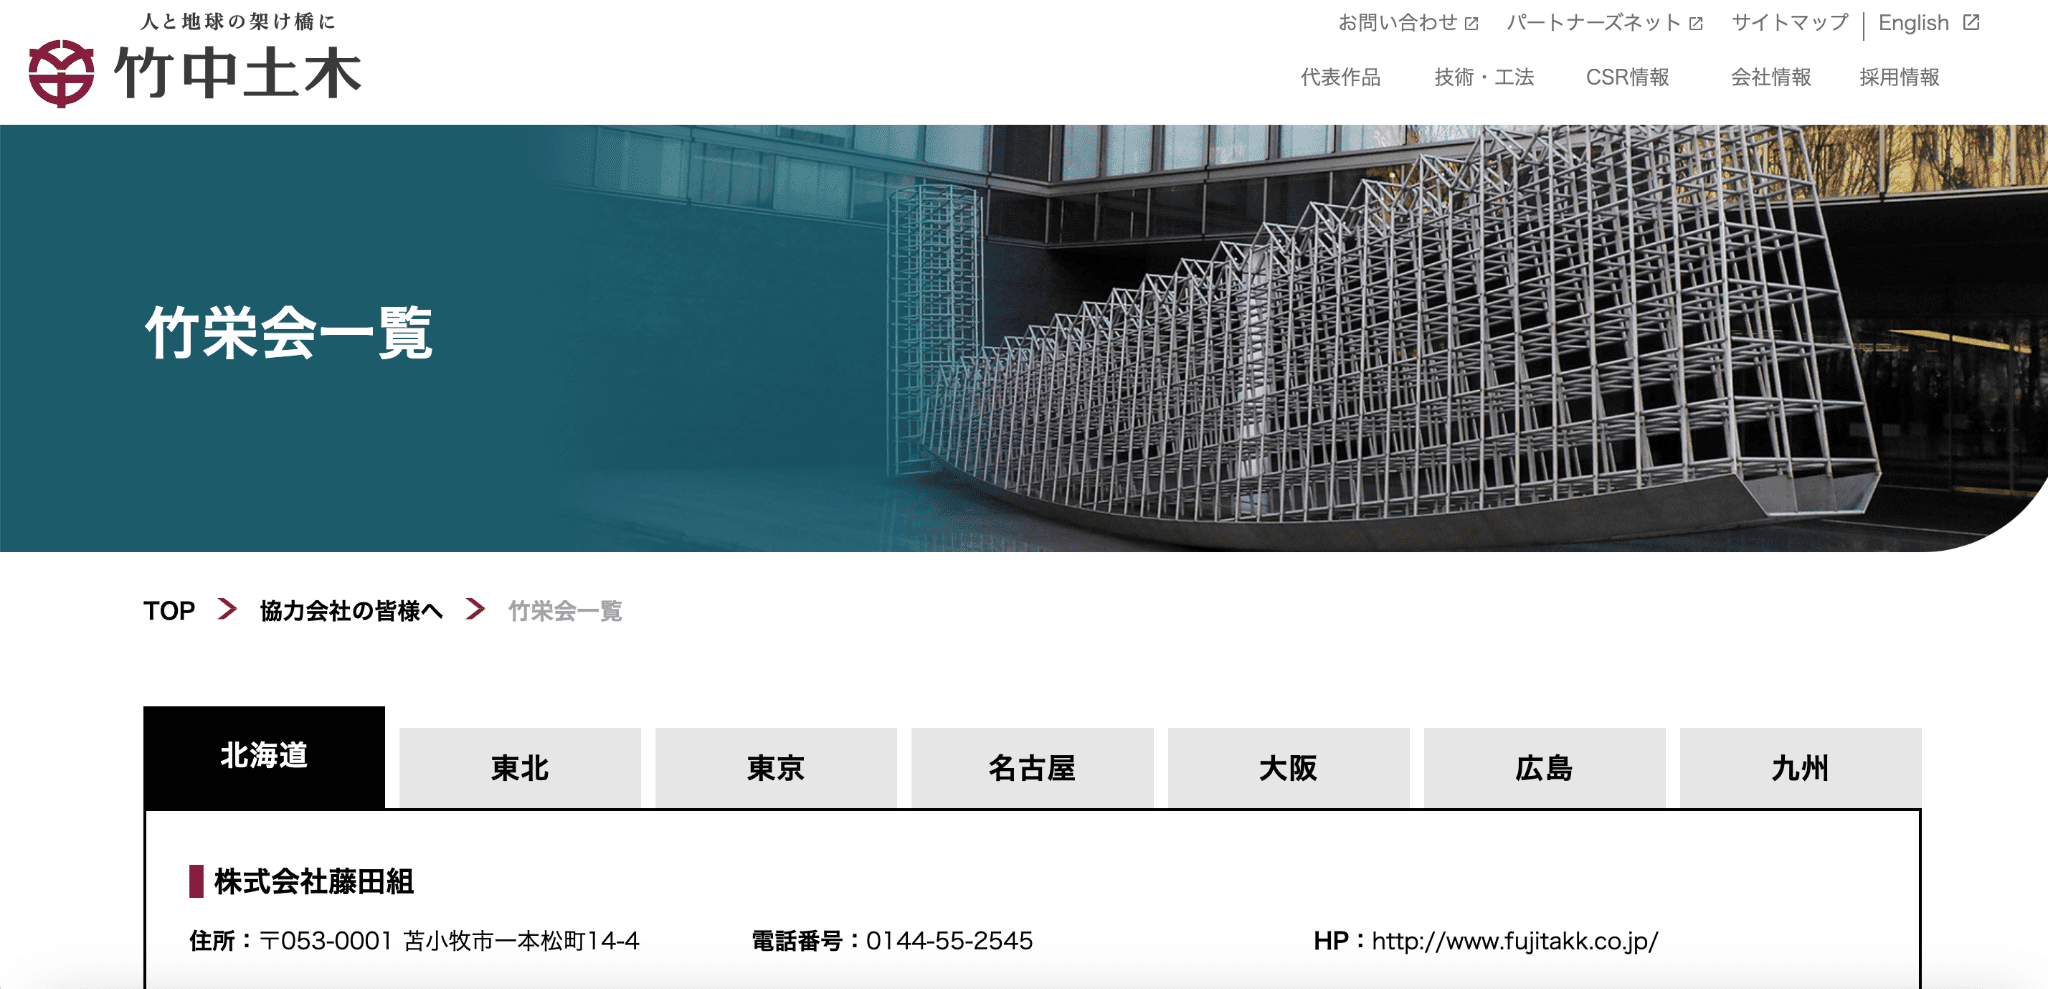 人と地球の架け橋に
竹中土木
お問い合わせ パートナーズネット サイトマップ English
代表作品 技術・工法 CSR情報 会社情報 採用情報
竹栄会一覧
TOP 協力会社の皆様へ 竹栄会一覧
北海道 東北 東京 名古屋 大阪 広島 九州
株式会社藤田組
住所：〒053-0001 苫小牧市一本松町14-4 電話番号：0144-55-2545 HP：http://www.fujitakk.co.jp/